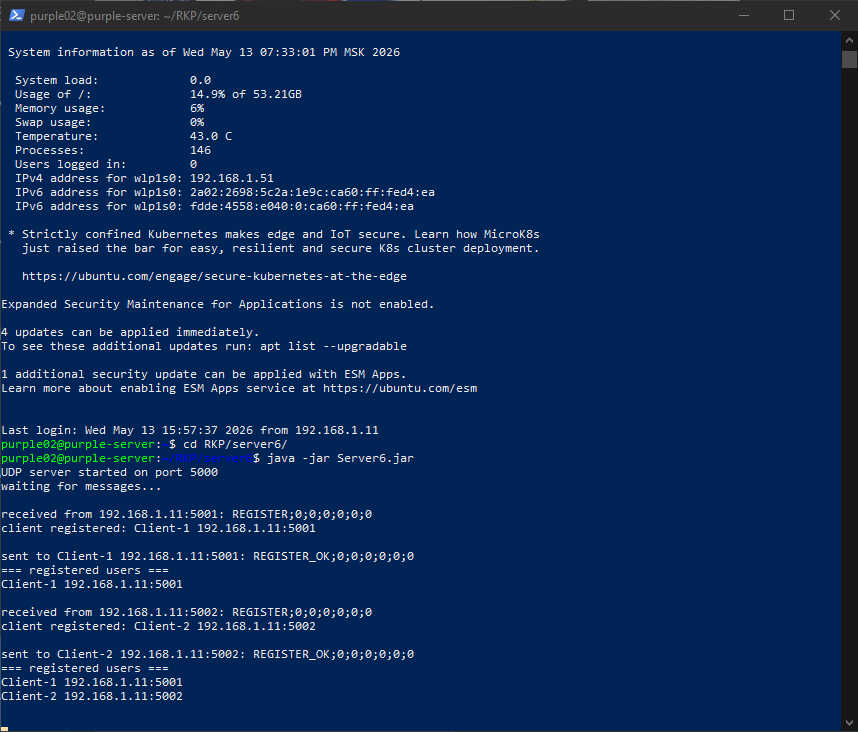 purple02@purple-server: ~/RKP/server6
System information as of Wed May 13 07:33:01 PM MSK 2026
System load: 0.0
Usage of /: 14.9% of 53.21GB
Memory usage: 6%
Swap usage: 0%
Temperature: 43.0 C
Processes: 146
Users logged in: 0
IPv4 address for wlp1s0: 192.168.1.51
IPv6 address for wlp1s0: 2a02:2698:5c2a:1e9c:ca60:ff:fed4:ea
IPv6 address for wlp1s0: fdde:4558:e040:0:ca60:ff:fed4:ea
* Strictly confined Kubernetes makes edge and IoT secure. Learn how MicroK8s
just raised the bar for easy, resilient and secure K8s cluster deployment.
https://ubuntu.com/engage/secure-kubernetes-at-the-edge
Expanded Security Maintenance for Applications is not enabled.
4 updates can be applied immediately.
To see these additional updates run: apt list --upgradable
1 additional security update can be applied with ESM Apps.
Learn more about enabling ESM Apps service at https://ubuntu.com/esm
Last login: Wed May 13 15:57:37 2026 from 192.168.1.11
purple02@purple-server:~$ cd RKP/server6/
purple02@purple-server:~/RKP/server6$ java -jar Server6.jar
UDP server started on port 5000
waiting for messages...
received from 192.168.1.11:5001: REGISTER;0;0;0;0;0;0
client registered: Client-1 192.168.1.11:5001
sent to Client-1 192.168.1.11:5001: REGISTER_OK;0;0;0;0;0;0
=== registered users ===
Client-1 192.168.1.11:5001
received from 192.168.1.11:5002: REGISTER;0;0;0;0;0;0
client registered: Client-2 192.168.1.11:5002
sent to Client-2 192.168.1.11:5002: REGISTER_OK;0;0;0;0;0;0
=== registered users ===
Client-1 192.168.1.11:5001
Client-2 192.168.1.11:5002